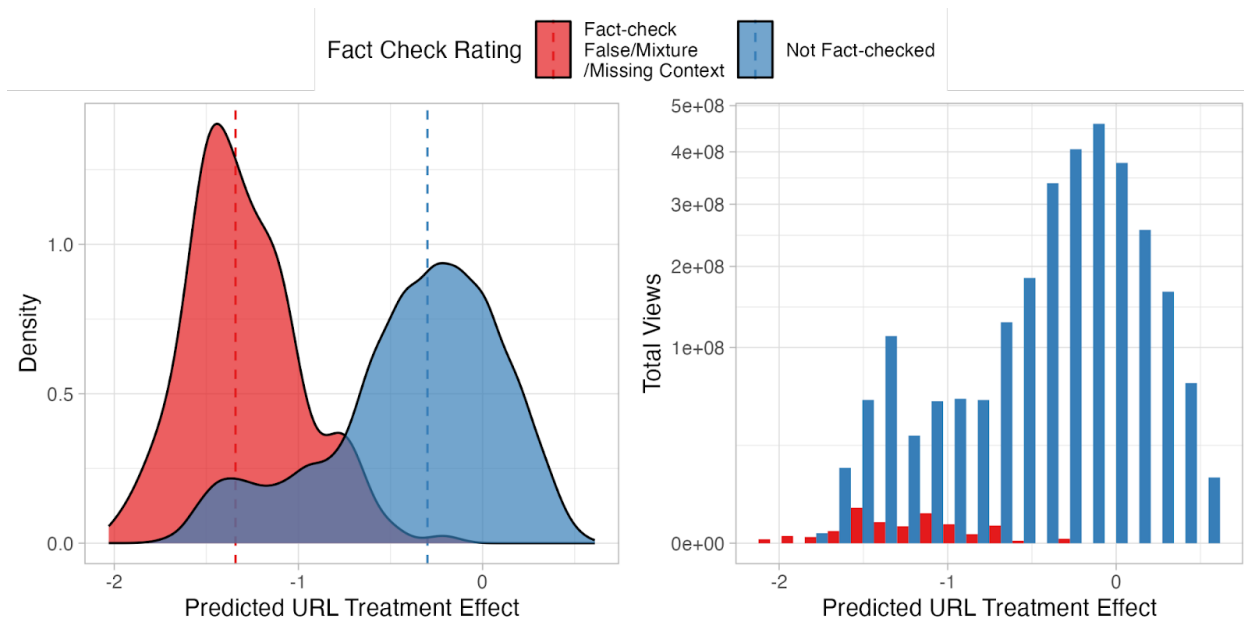 Fact Check Rating
Fact-check
False/Mixture
/Missing Context
Not Fact-checked
Density
1.0
0.5
0.0
-2
-1
0
Predicted URL Treatment Effect
Total Views
5e+08
4e+08
3e+08
2e+08
1e+08
0e+00
-2
-1
0
Predicted URL Treatment Effect